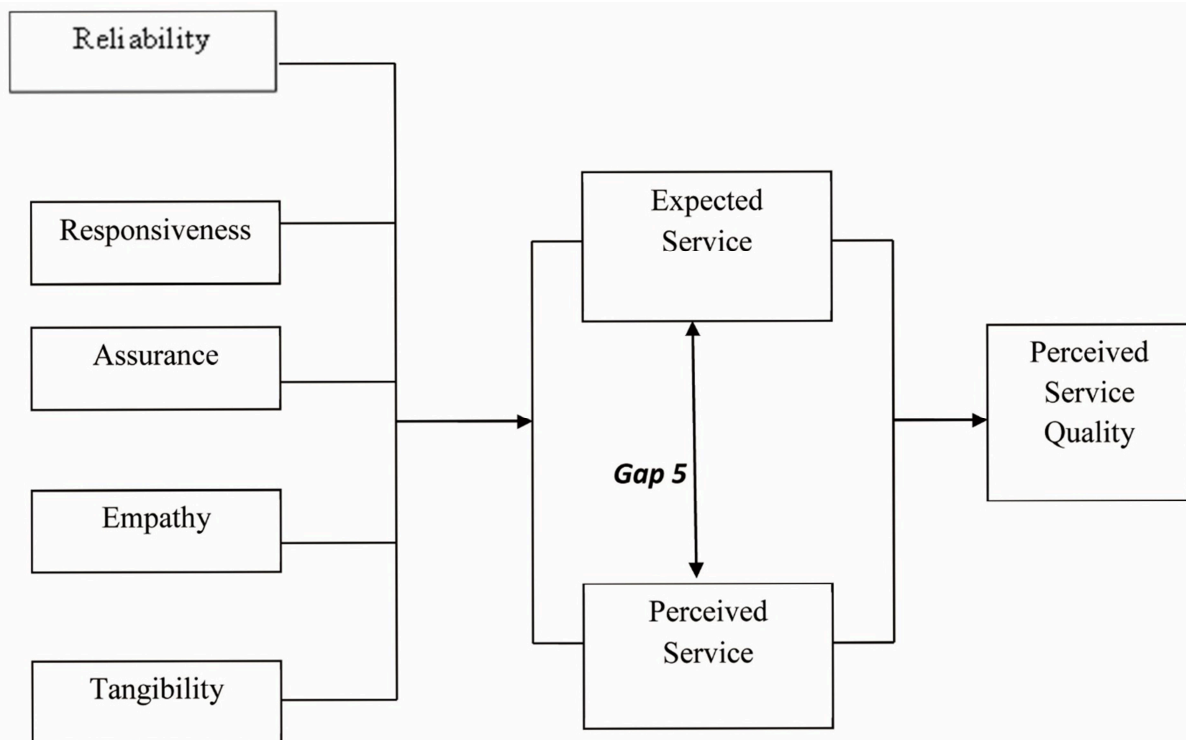 Reliability
Responsiveness
Assurance
Empathy
Tangibility
Expected
Service
Gap 5
Perceived
Service
Perceived
Service
Quality